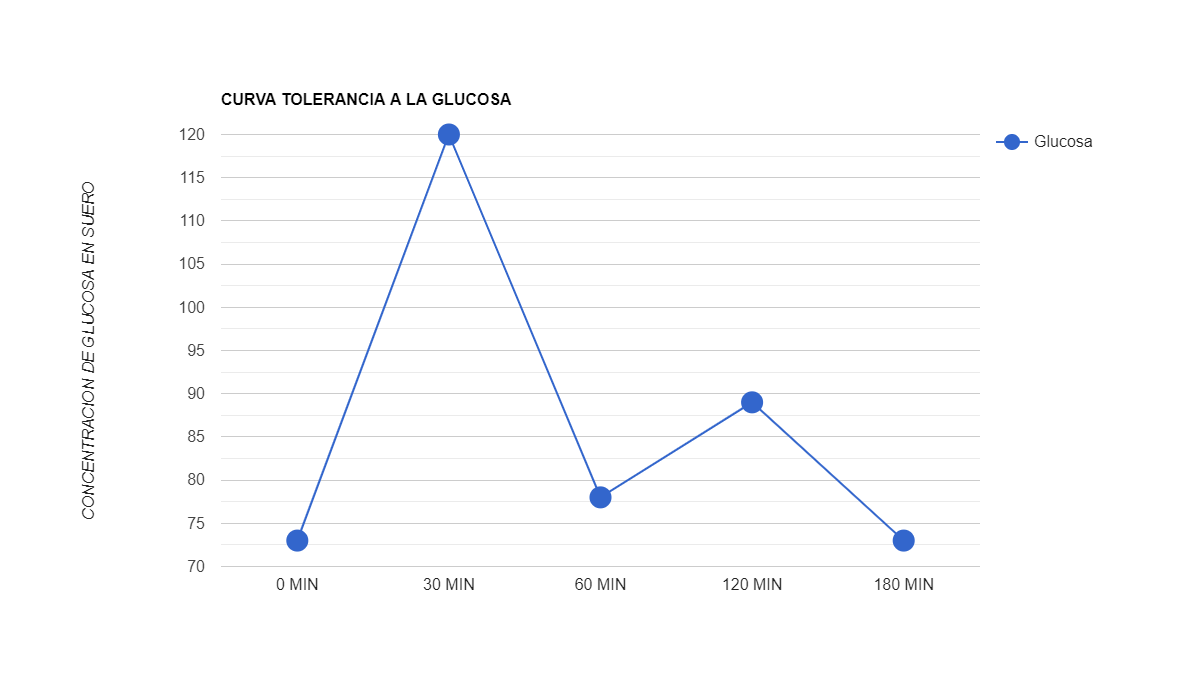 CURVA TOLERANCIA A LA GLUCOSA
CONCENTRACION DE GLUCOSA EN SUERO
120
115
110
105
100
95
90
85
80
75
70
0 MIN
30 MIN
60 MIN
120 MIN
180 MIN
Glucosa